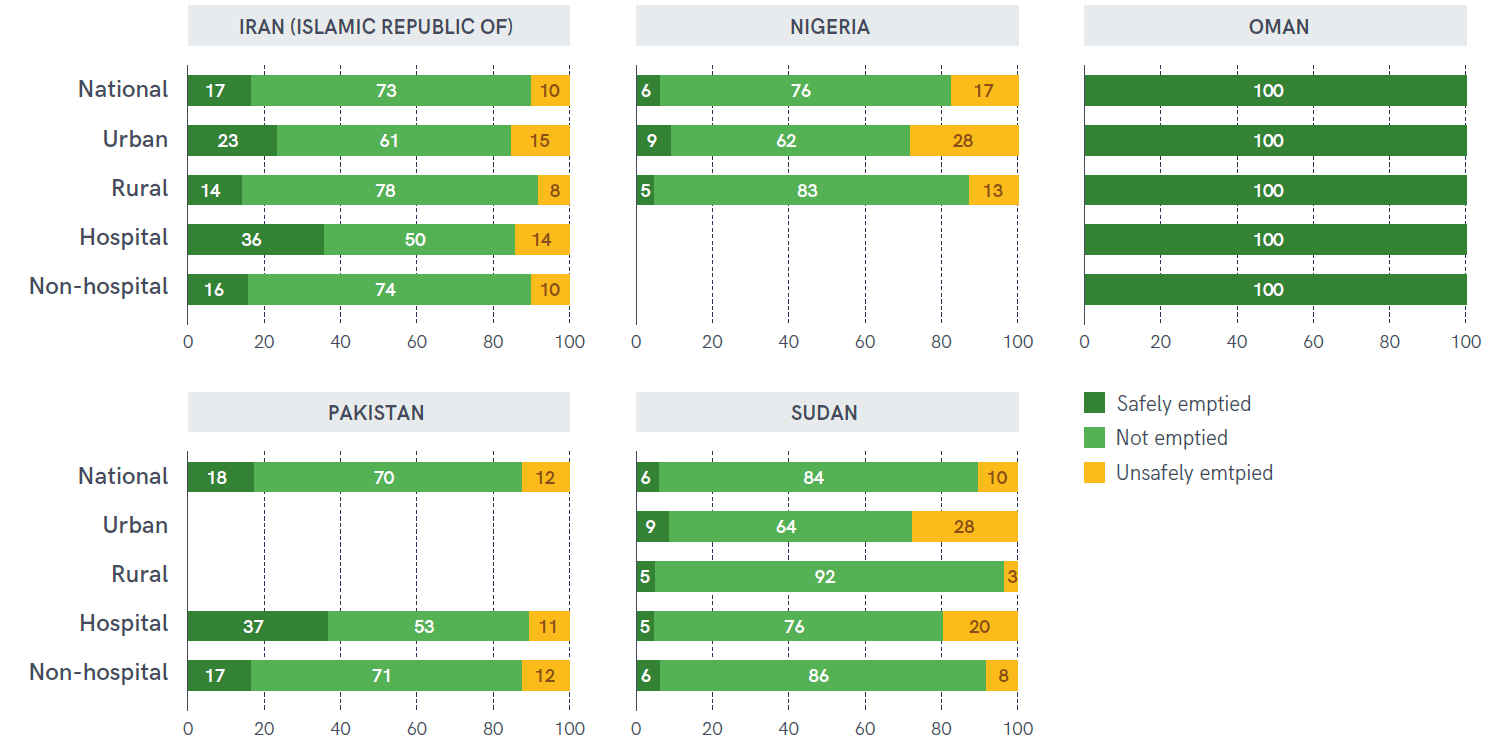 IRAN (ISLAMIC REPUBLIC OF)
National 17 73 10
Urban 23 61 15
Rural 14 78 8
Hospital 36 50 14
Non-hospital 16 74 10
0 20 40 60 80 100
NIGERIA
6 76 17
9 62 28
5 83 13
0 20 40 60 80 100
OMAN
100
100
100
100
100
0 20 40 60 80 100
PAKISTAN
National 18 70 12
Urban
Rural
Hospital 37 53 11
Non-hospital 17 71 12
0 20 40 60 80 100
SUDAN
6 84 10
9 64 28
5 92 3
5 76 20
6 86 8
0 20 40 60 80 100
Safely emptied
Not emptied
Unsafely emtpied